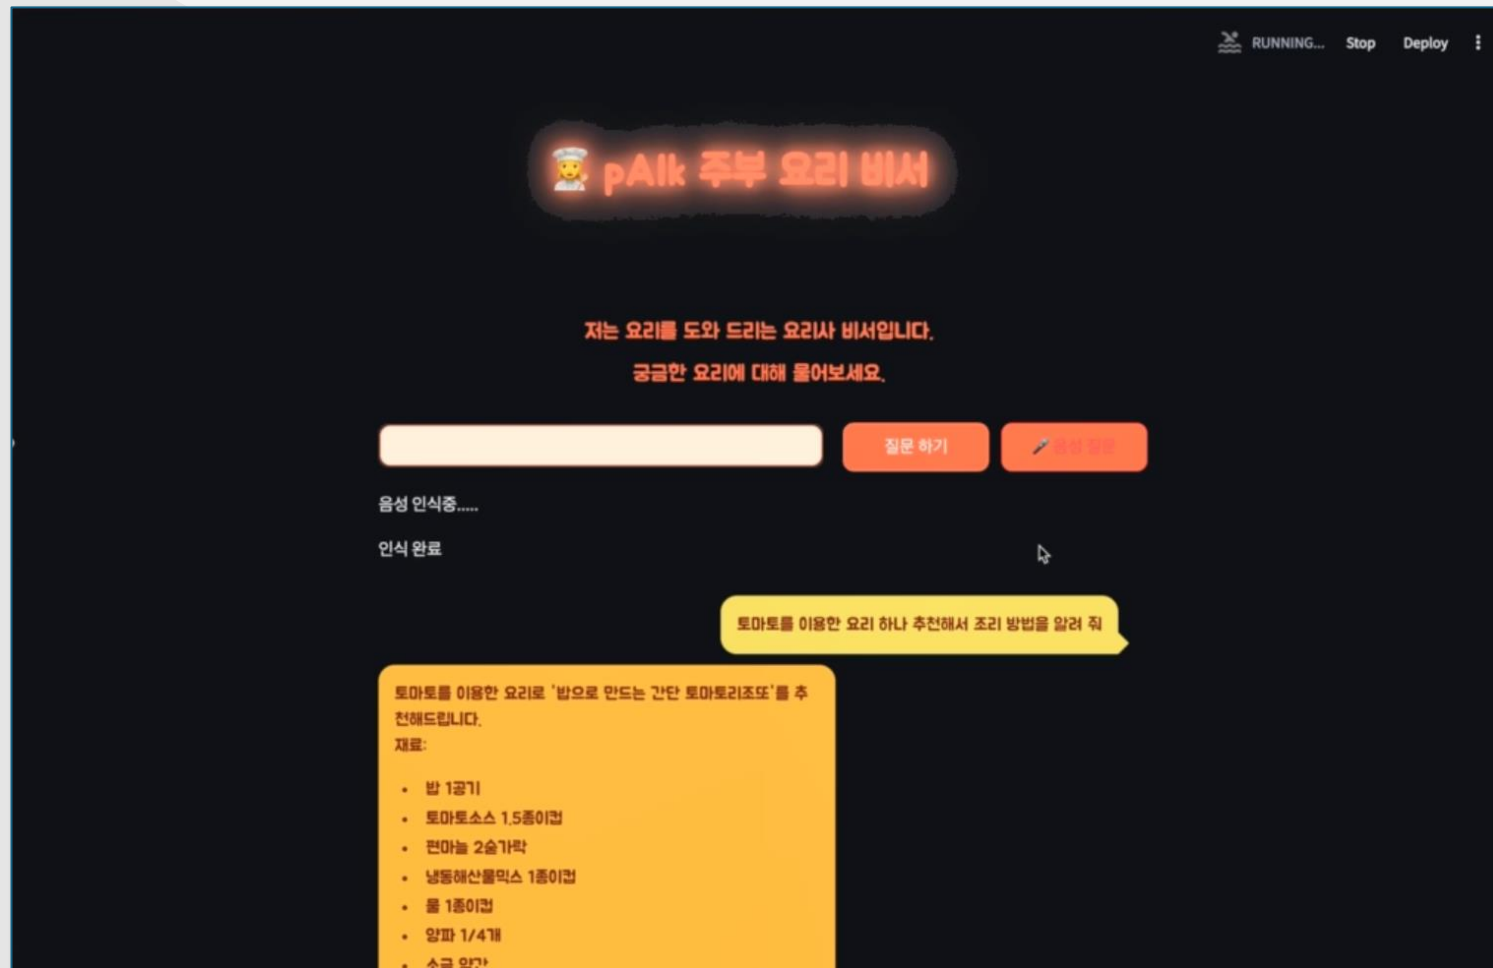 RUNNING... Stop Deploy
pAIk 주부 요리 비서
저는 요리를 도와 드리는 요리사 비서입니다.
궁금한 요리에 대해 물어보세요.
질문 하기 음성 질문
음성 인식중.....
인식 완료
토마토를 이용한 요리 하나 추천해서 조리 방법을 알려 줘
토마토를 이용한 요리로 '밥으로 만드는 간단 토마토리조또'를 추
천해드립니다.
재료:
• 밥 1공기
• 토마토소스 1.5종이컵
• 편마늘 2숟가락
• 냉동해산물믹스 1종이컵
• 물 1종이컵
• 양파 1/4개
• 소금 약간